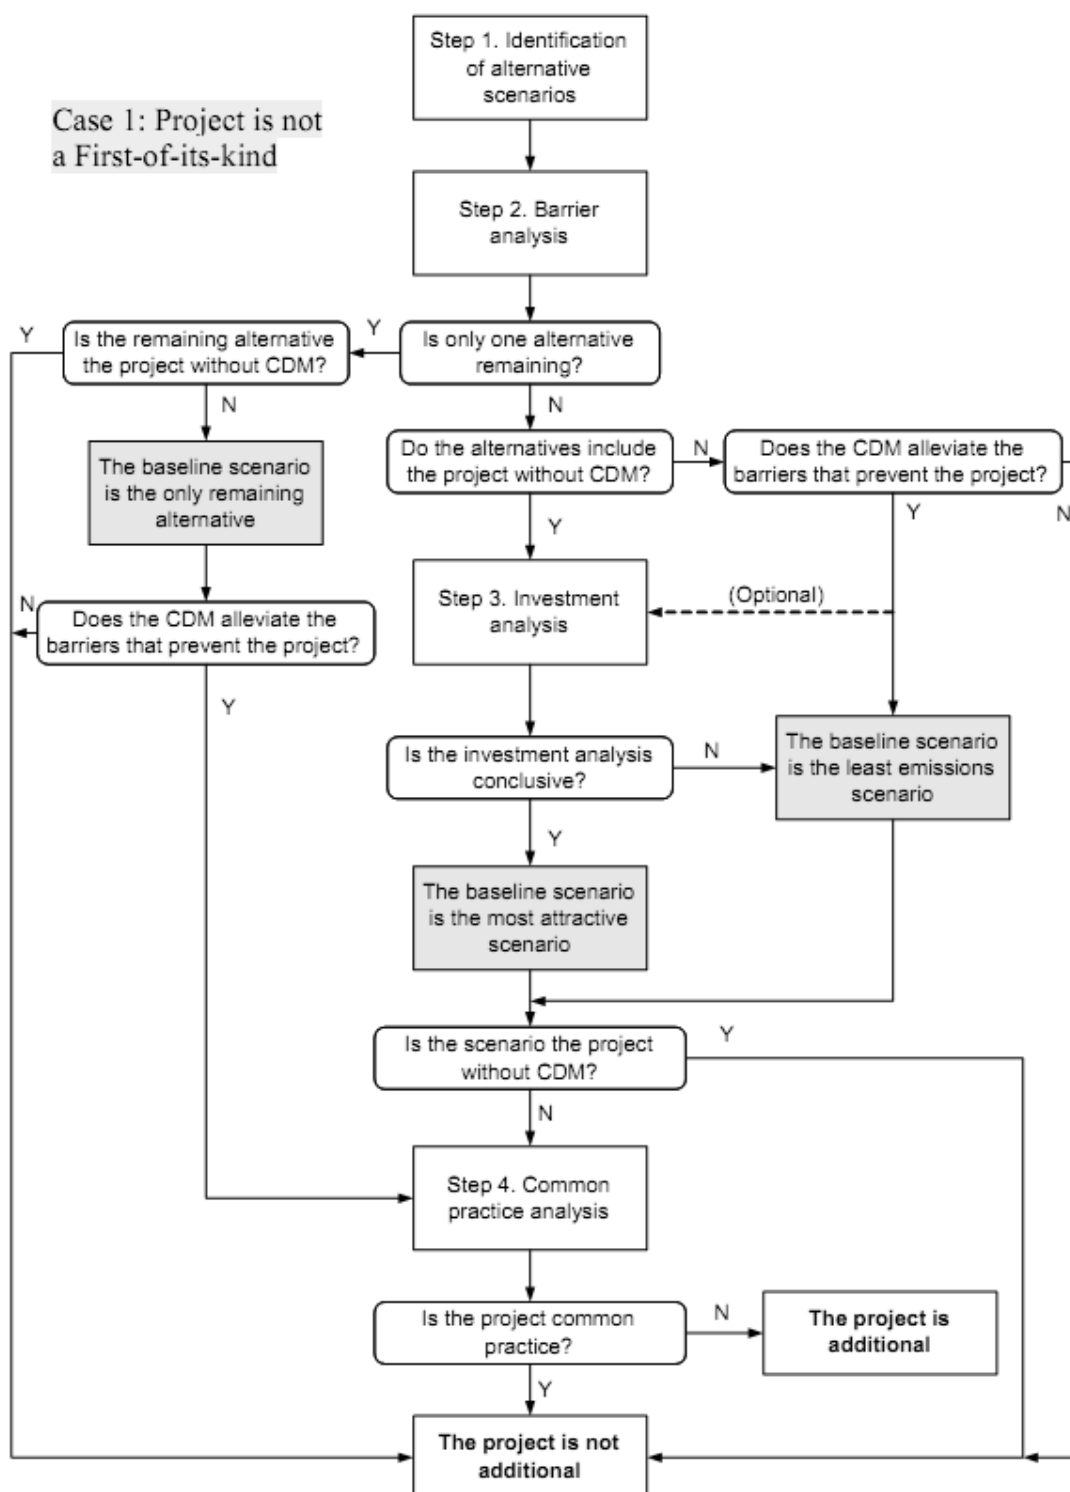 Step 1. Identification
of alternative
scenarios
Case 1: Project is not
a First-of-its-kind
Step 2. Barrier
analysis
Y
Is the remaining alternative
the project without CDM?
Y
Is only one alternative
remaining?
N
N
The baseline scenario
is the only remaining
alternative
Do the alternatives include
the project without CDM?
N
Does the CDM alleviate the
barriers that prevent the project?
Y
Y
N
N
Does the CDM alleviate the
barriers that prevent the project?
Step 3. Investment
analysis
(Optional)
Y
Is the investment analysis
conclusive?
N
The baseline scenario
is the least emissions
scenario
Y
The baseline scenario
is the most attractive
scenario
Is the scenario the project
without CDM?
Y
N
Step 4. Common
practice analysis
Is the project common
practice?
N
The project is
additional
Y
The project is not
additional